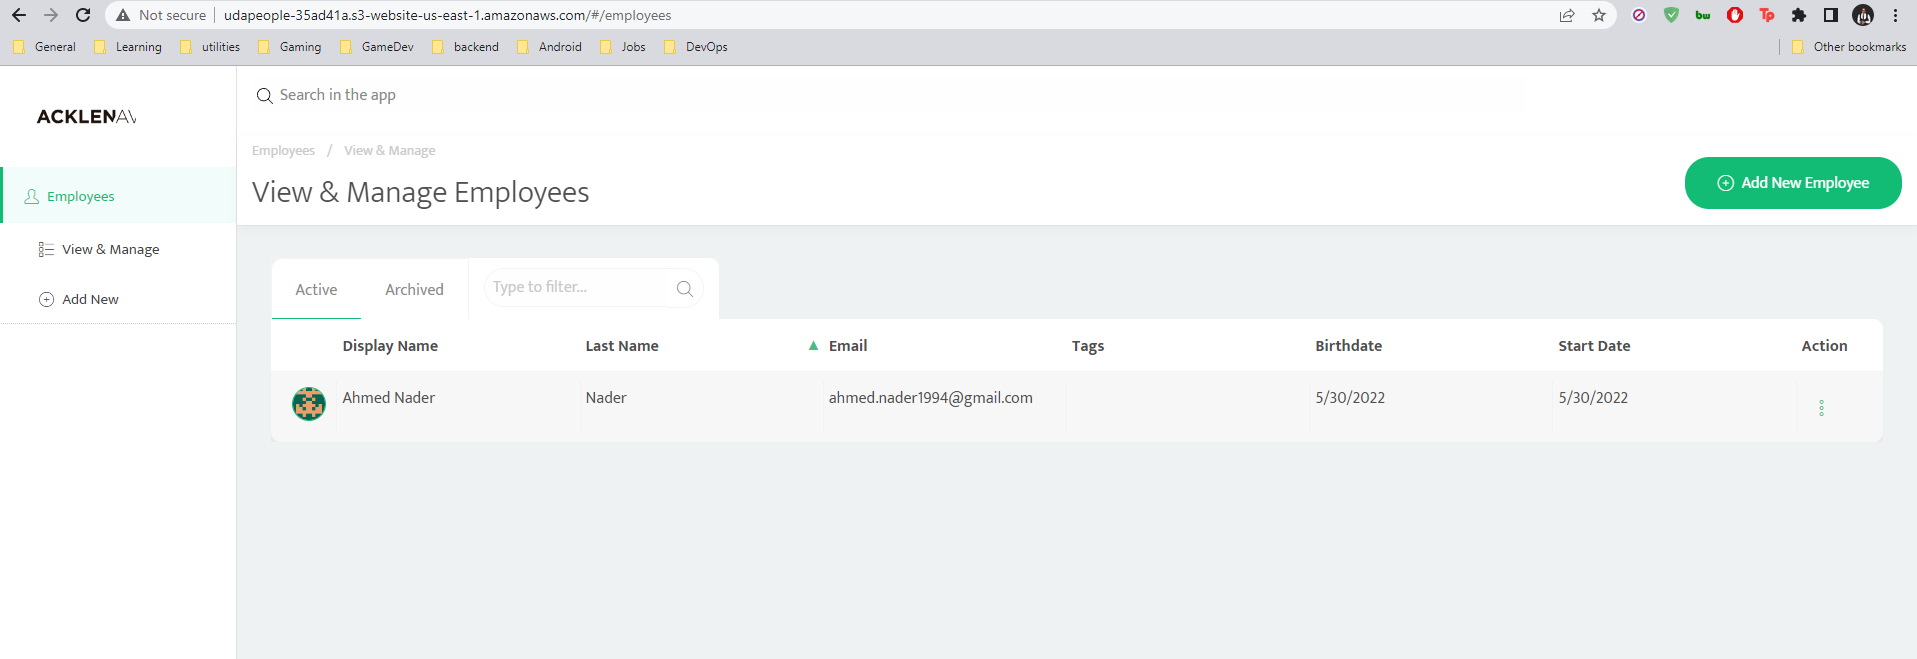 Not secure | udapeople-35ad41a.s3-website-us-east-1.amazonaws.com/#/employees
General Learning utilities Gaming GameDev backend Android Jobs DevOps Other bookmarks
ACKLENAV
Search in the app
Employees / View & Manage
View & Manage Employees
Add New Employee
Employees
View & Manage
Add New
Active Archived Type to filter...
Display Name Last Name Email Tags Birthdate Start Date Action
Ahmed Nader Nader ahmed.nader1994@gmail.com 5/30/2022 5/30/2022
bw
Tp